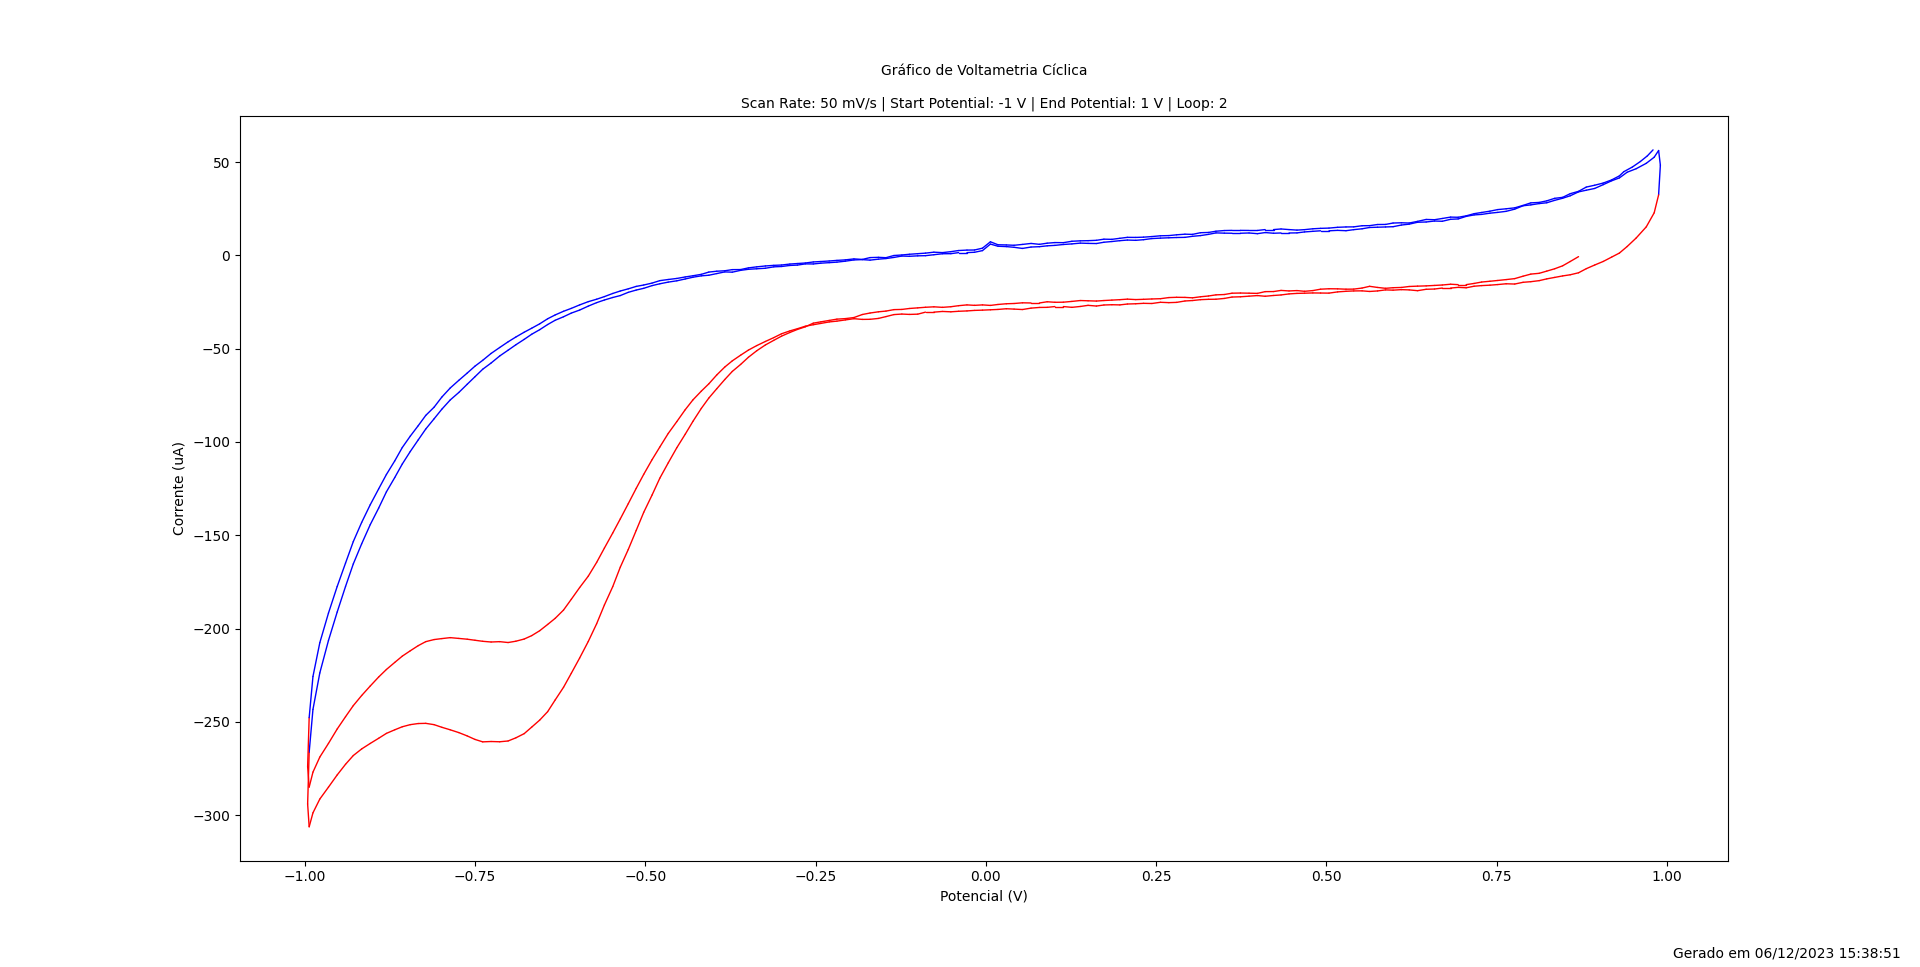 Gráfico de Voltametria Cíclica
Scan Rate: 50 mV/s | Start Potential: -1 V | End Potential: 1 V | Loop: 2
50
0
−50
−100
−150
−200
−250
−300
Corrente (uA)
−1.00 −0.75 −0.50 −0.25 0.00 0.25 0.50 0.75 1.00
Potencial (V)
Gerado em 06/12/2023 15:38:51